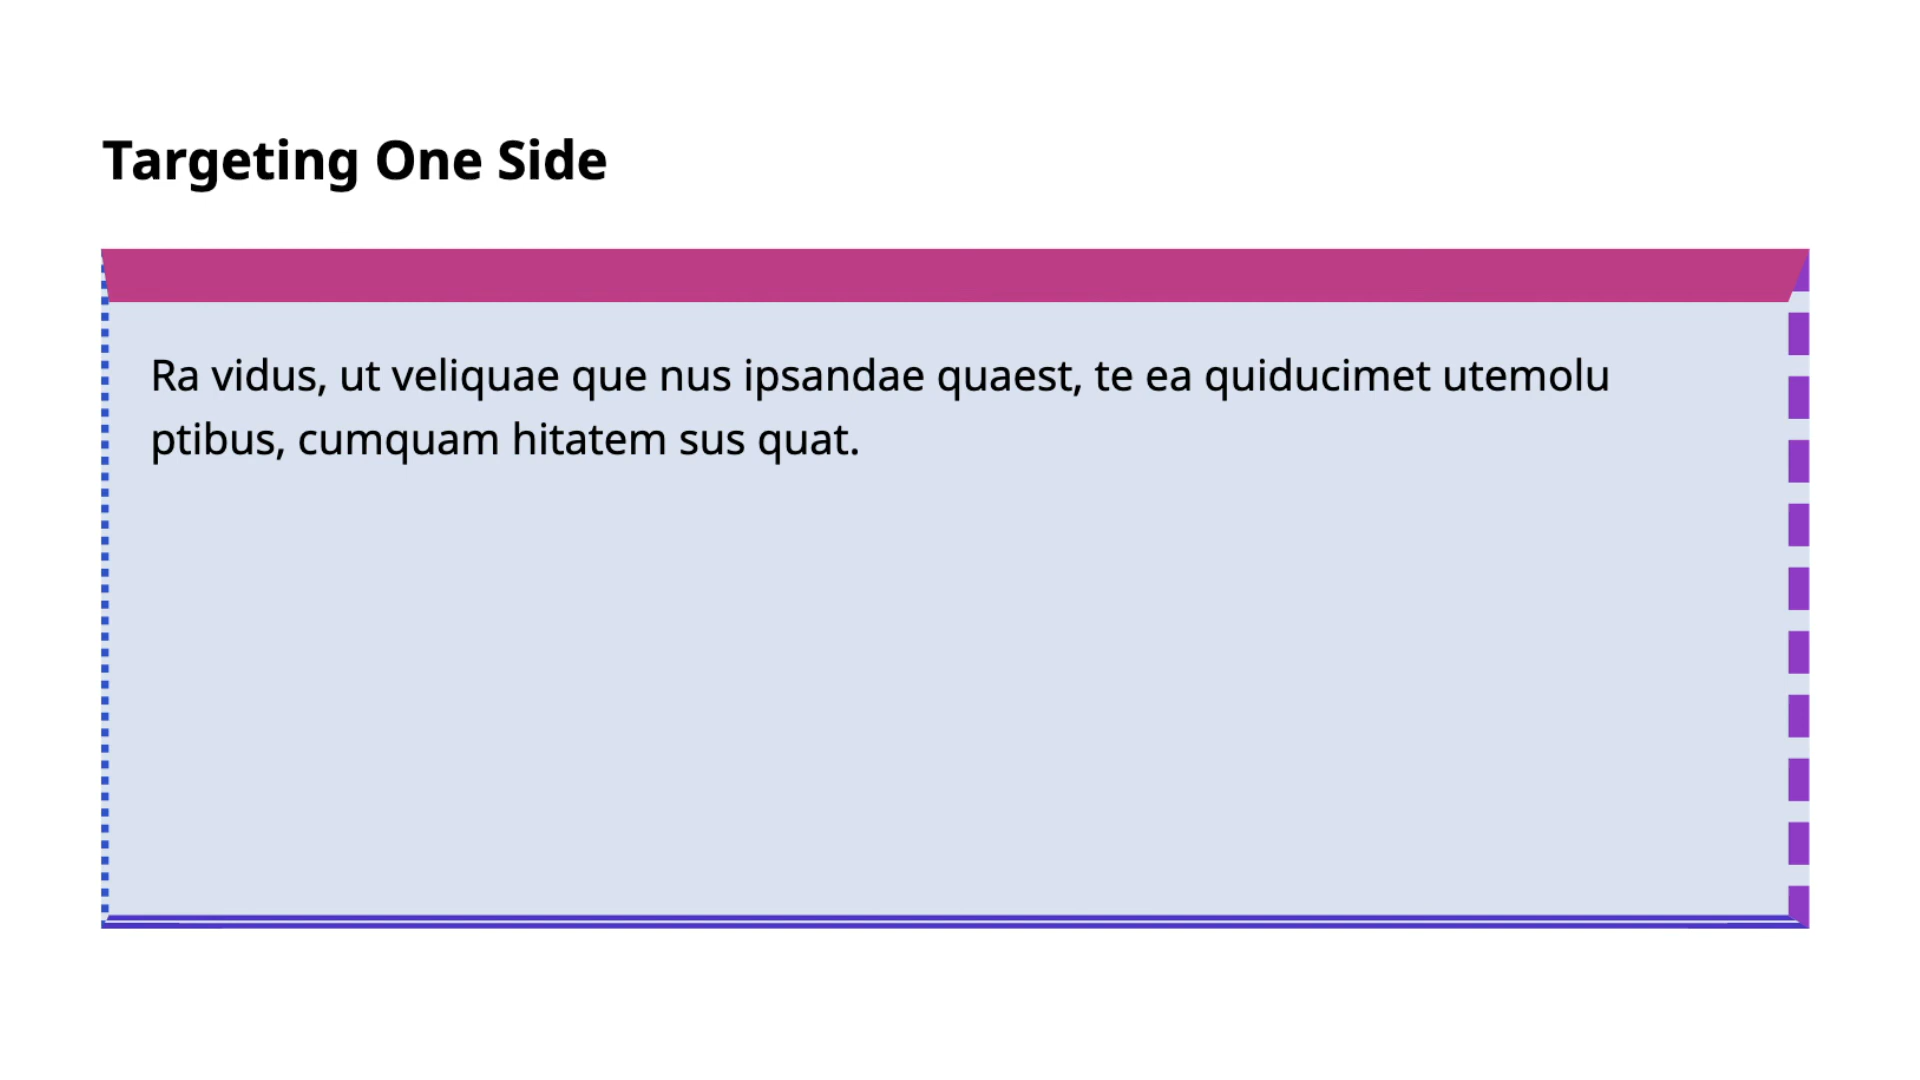 Targeting One Side
Ra vidus, ut veliquae que nus ipsandae quaest, te ea quiducimet utemolu
ptibus, cumquam hitatem sus quat.